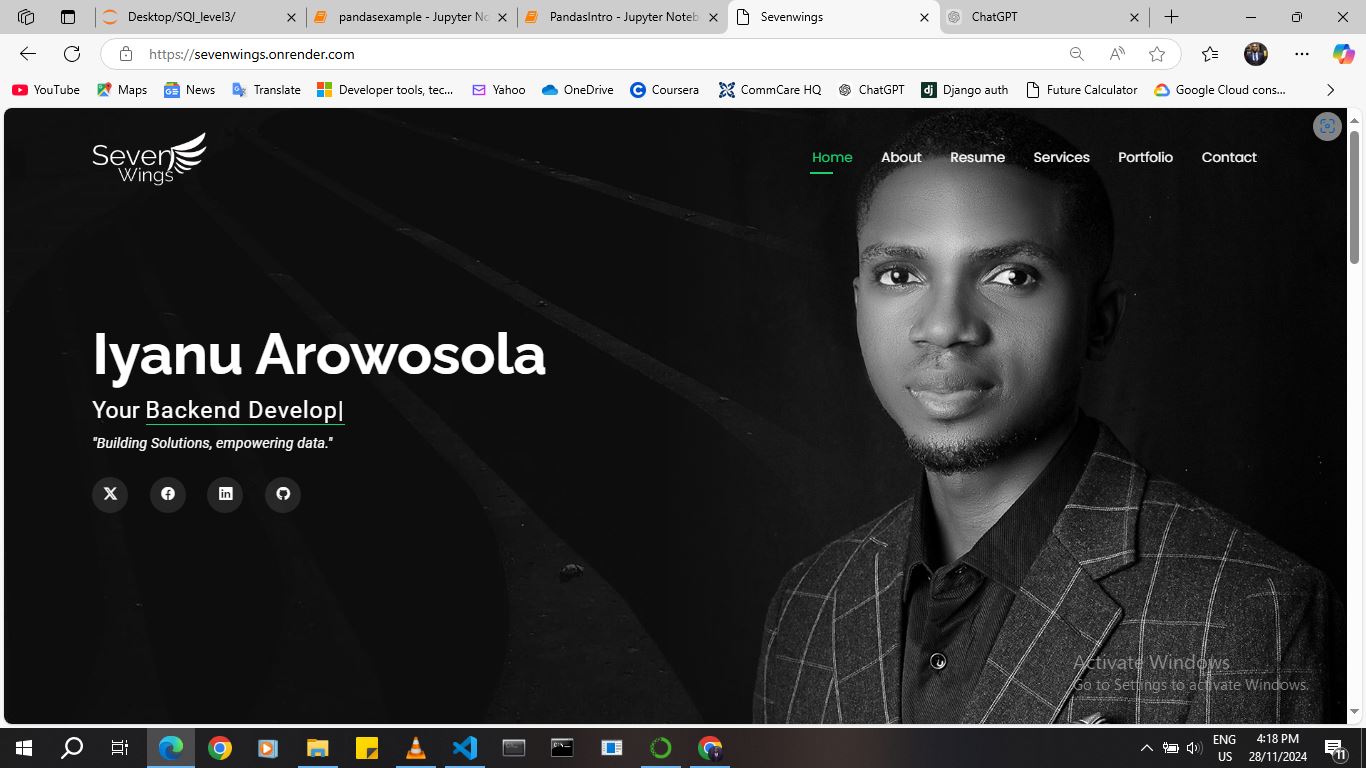 Desktop/SQI_level3/
pandasexample - Jupyter No
PandasIntro - Jupyter Noteb
Sevenwings
ChatGPT
https://sevenwings.onrender.com
YouTube
Maps
News
Translate
Developer tools, tec...
Yahoo
OneDrive
Coursera
CommCare HQ
ChatGPT
Django auth
Future Calculator
Google Cloud cons...
Seven
Wings
Home
About
Resume
Services
Portfolio
Contact
Iyanu Arowosola
Your Backend Develop|
"Building Solutions, empowering data."
Activate Windows
Go to Settings to activate Windows.
ENG
US
4:18 PM
28/11/2024
11